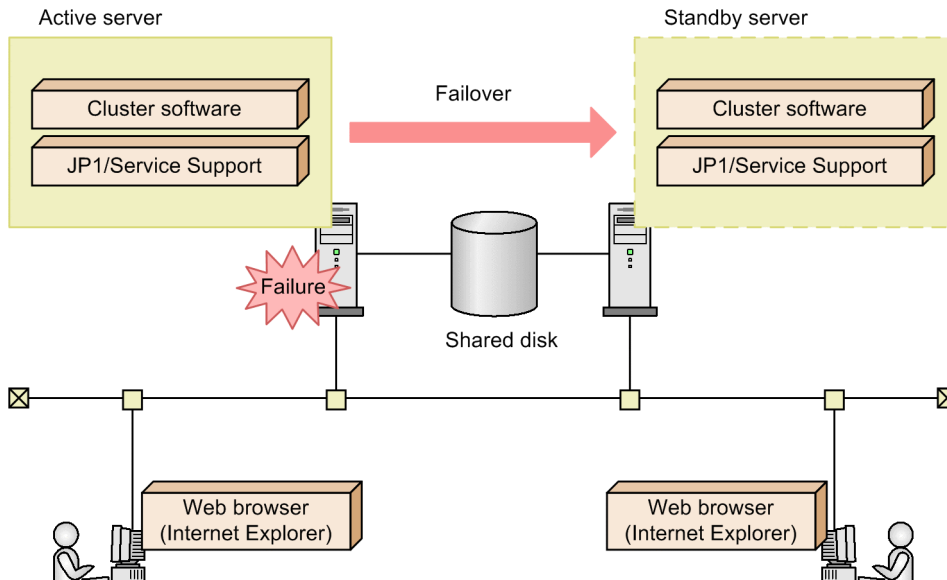 Active server
Standby server
Cluster software
JP1/Service Support
Failover
Cluster software
JP1/Service Support
Failure
Shared disk
Web browser
(Internet Explorer)
Web browser
(Internet Explorer)